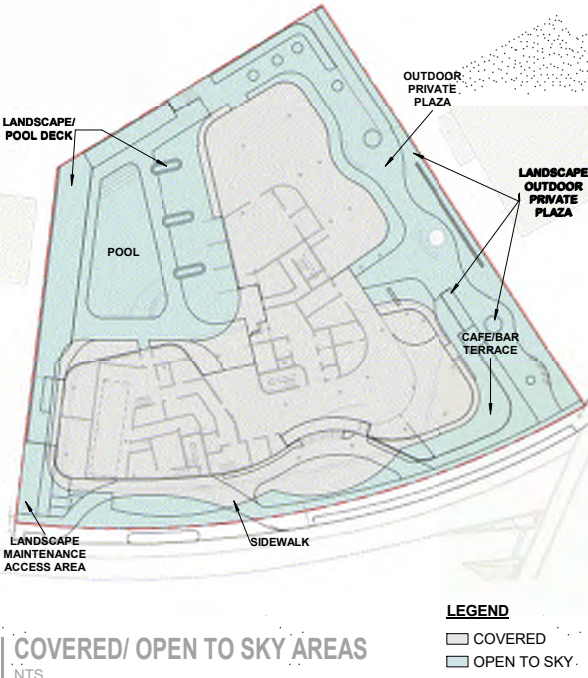 OUTDOOR
PRIVATE
PLAZA
LANDSCAPE/
POOL DECK
LANDSCAPE
OUTDOOR
PRIVATE
PLAZA
POOL
CAFE/BAR
TERRACE
LANDSCAPE
MAINTENANCE
ACCESS AREA
SIDEWALK
LEGEND
COVERED
OPEN TO SKY
COVERED/ OPEN TO SKY AREAS
NTS